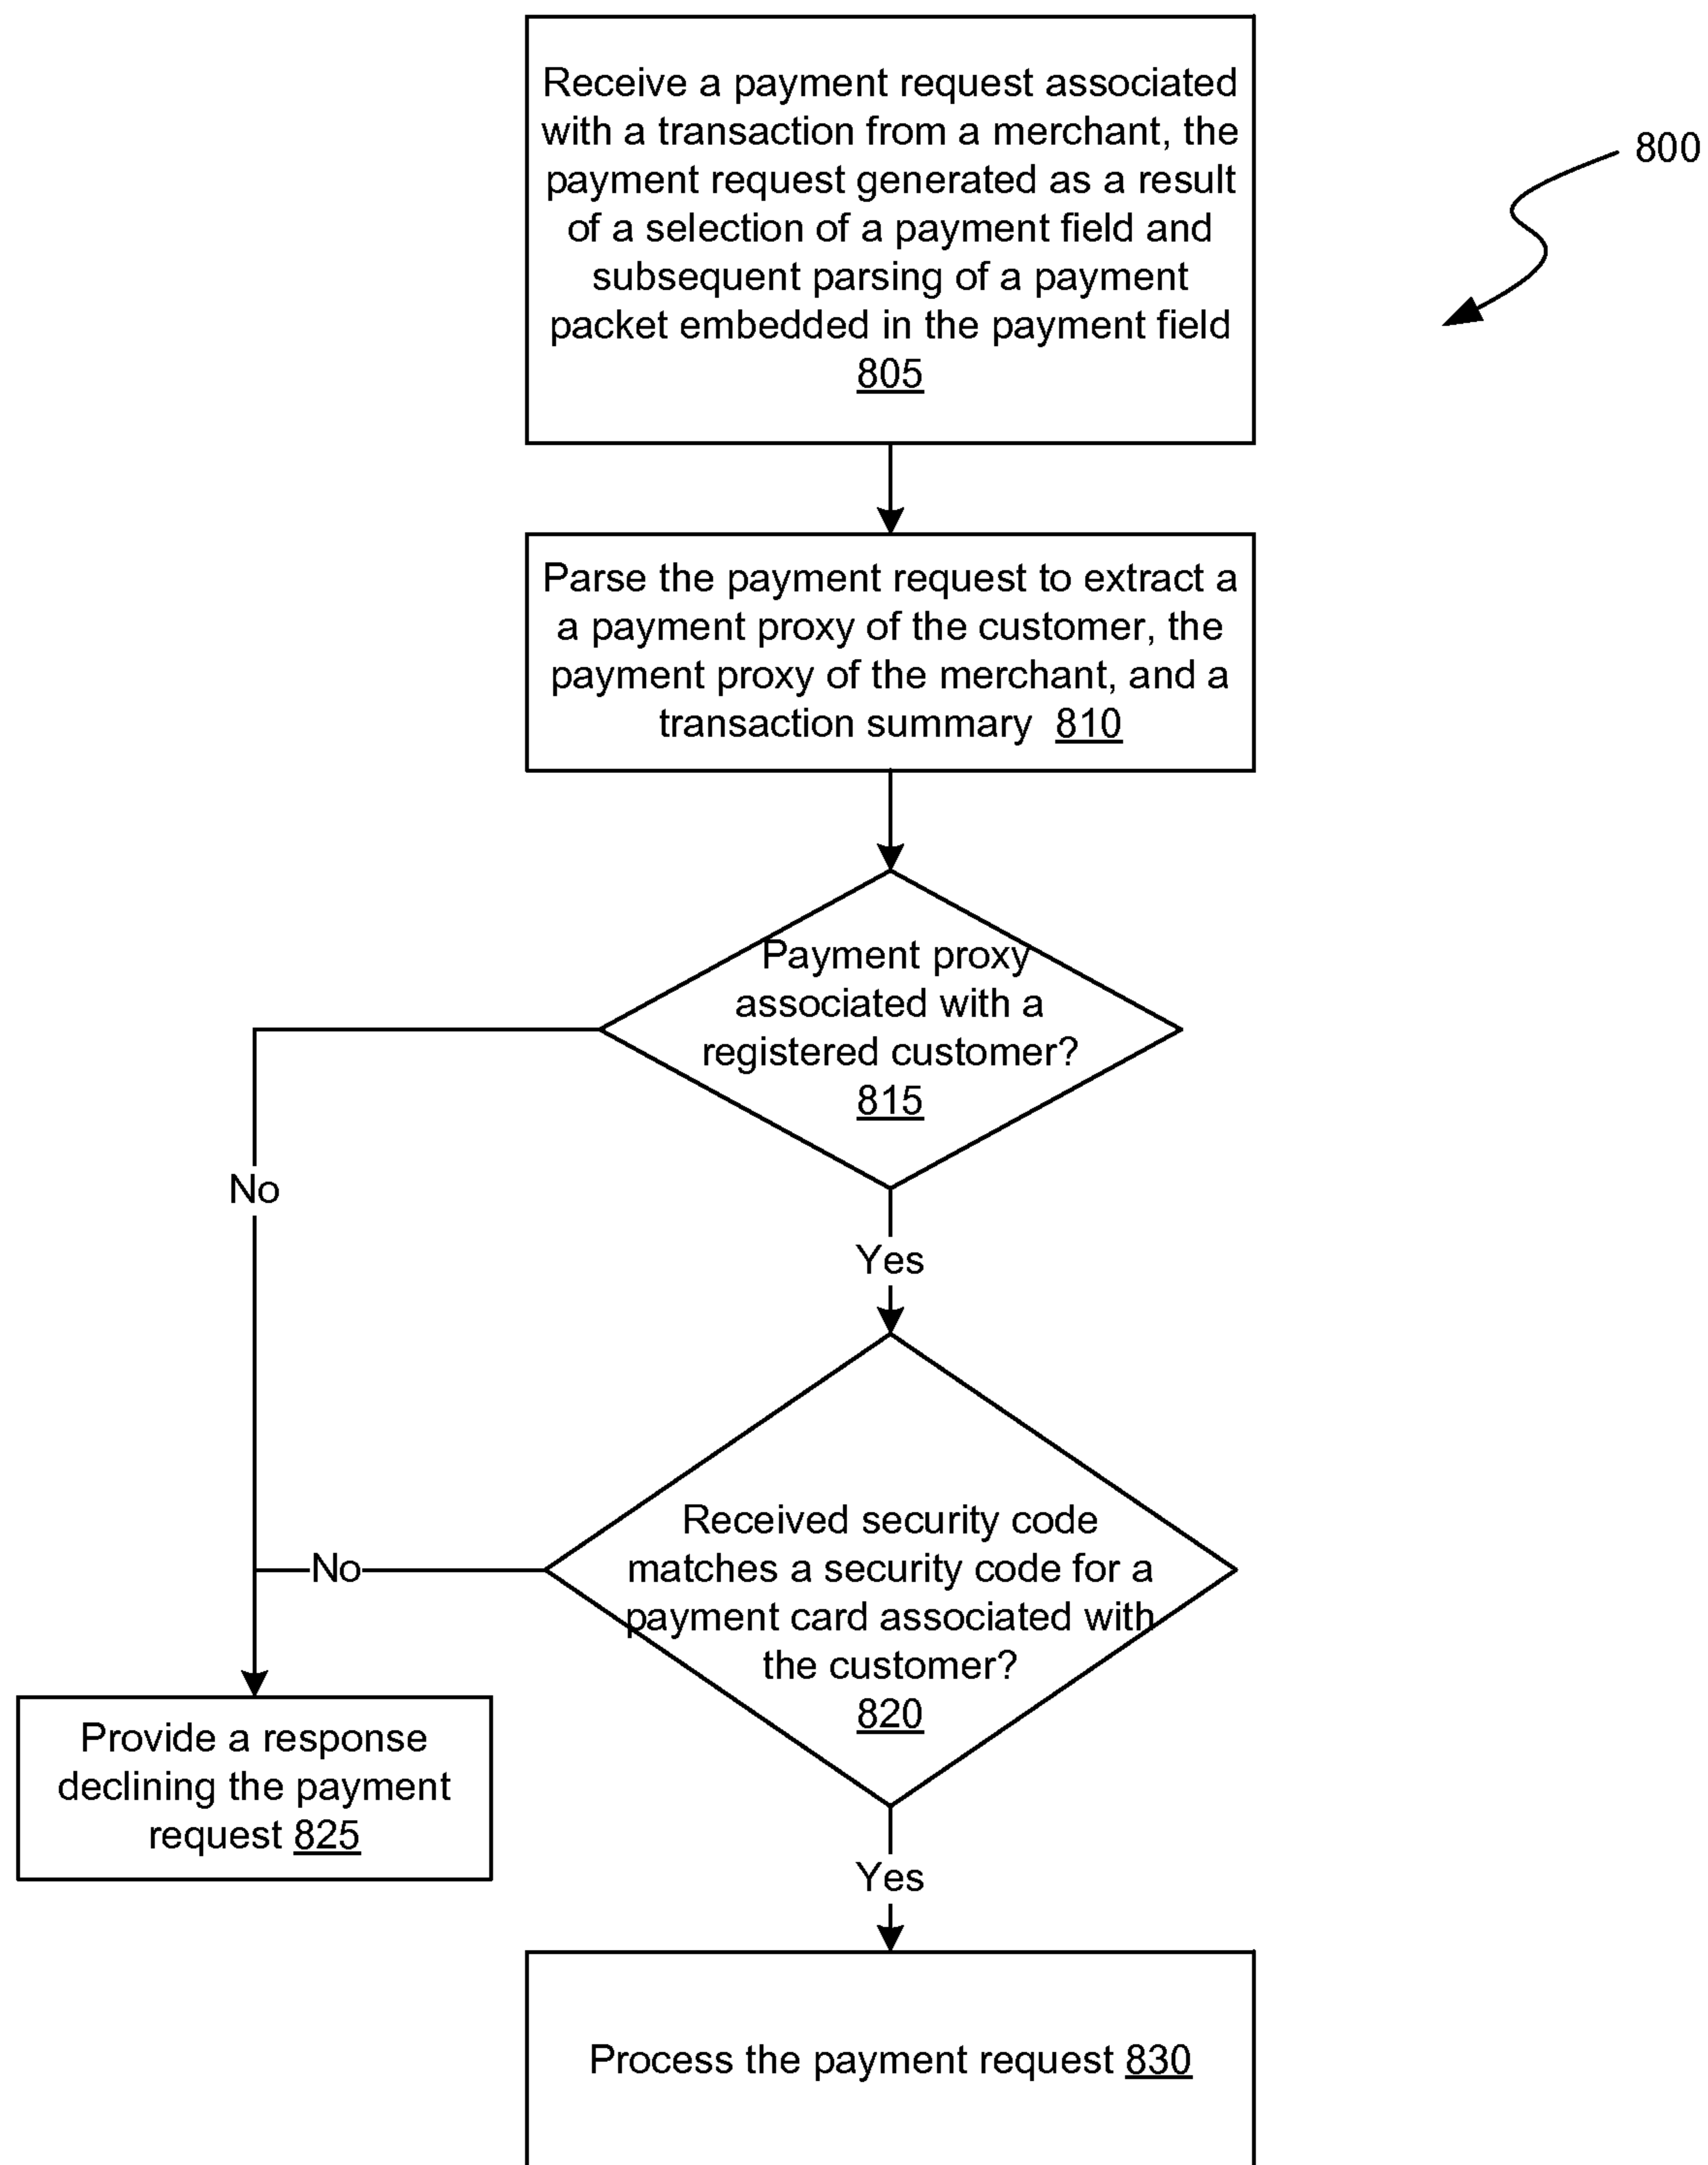 Receive a payment request associated
with a transaction from a merchant, the
payment request generated as a result
of a selection of a payment field and
subsequent parsing of a payment
packet embedded in the payment field
805
800
Parse the payment request to extract a
a payment proxy of the customer, the
payment proxy of the merchant, and a
transaction summary 810
Payment proxy
associated with a
registered customer?
815
No
Yes
Received security code
matches a security code for a
payment card associated with
the customer?
820
No
Provide a response
declining the payment
request 825
Yes
Process the payment request 830